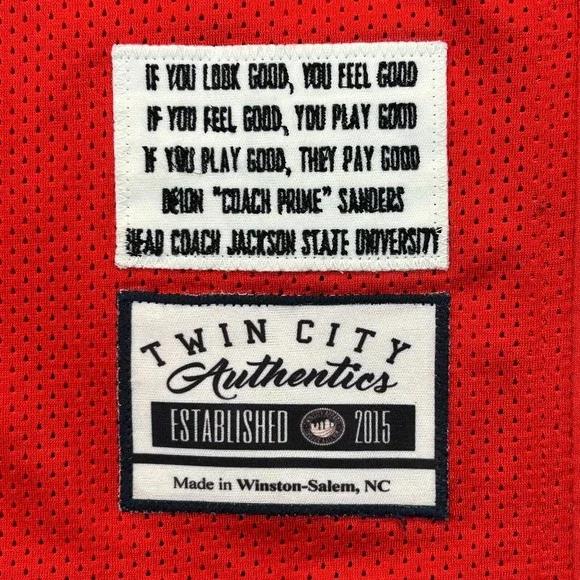 IF YOU LOOK GOOD, YOU FEEL GOOD
IF YOU FEEL GOOD, YOU PLAY GOOD
IF YOU PLAY GOOD, THEY PAY GOOD
DEION "COACH PRIME" SANDERS
HEAD COACH JACKSON STATE UNIVERSITY
TWIN CITY
Authentics
ESTABLISHED 2015
Made in Winston-Salem, NC